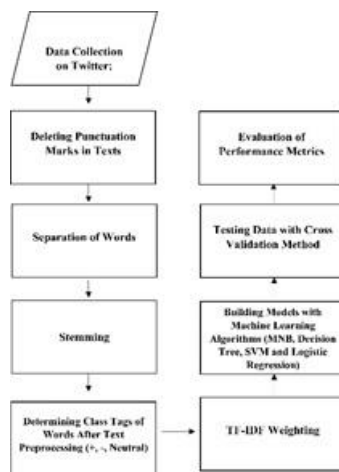 Data Collection
on Twitter;
Deleting Punctuation
Marks in Texts
Separation of Words
Stemming
Determining Class Tags of
Words After Text
Preprocessing (+, -, Neutral)
TF-IDF Weighting
Building Models with
Machine Learning
Algorithms (MNB, Decision
Tree, SVM and Logistic
Regression)
Testing Data with Cross
Validation Method
Evaluation of
Performance Metrics